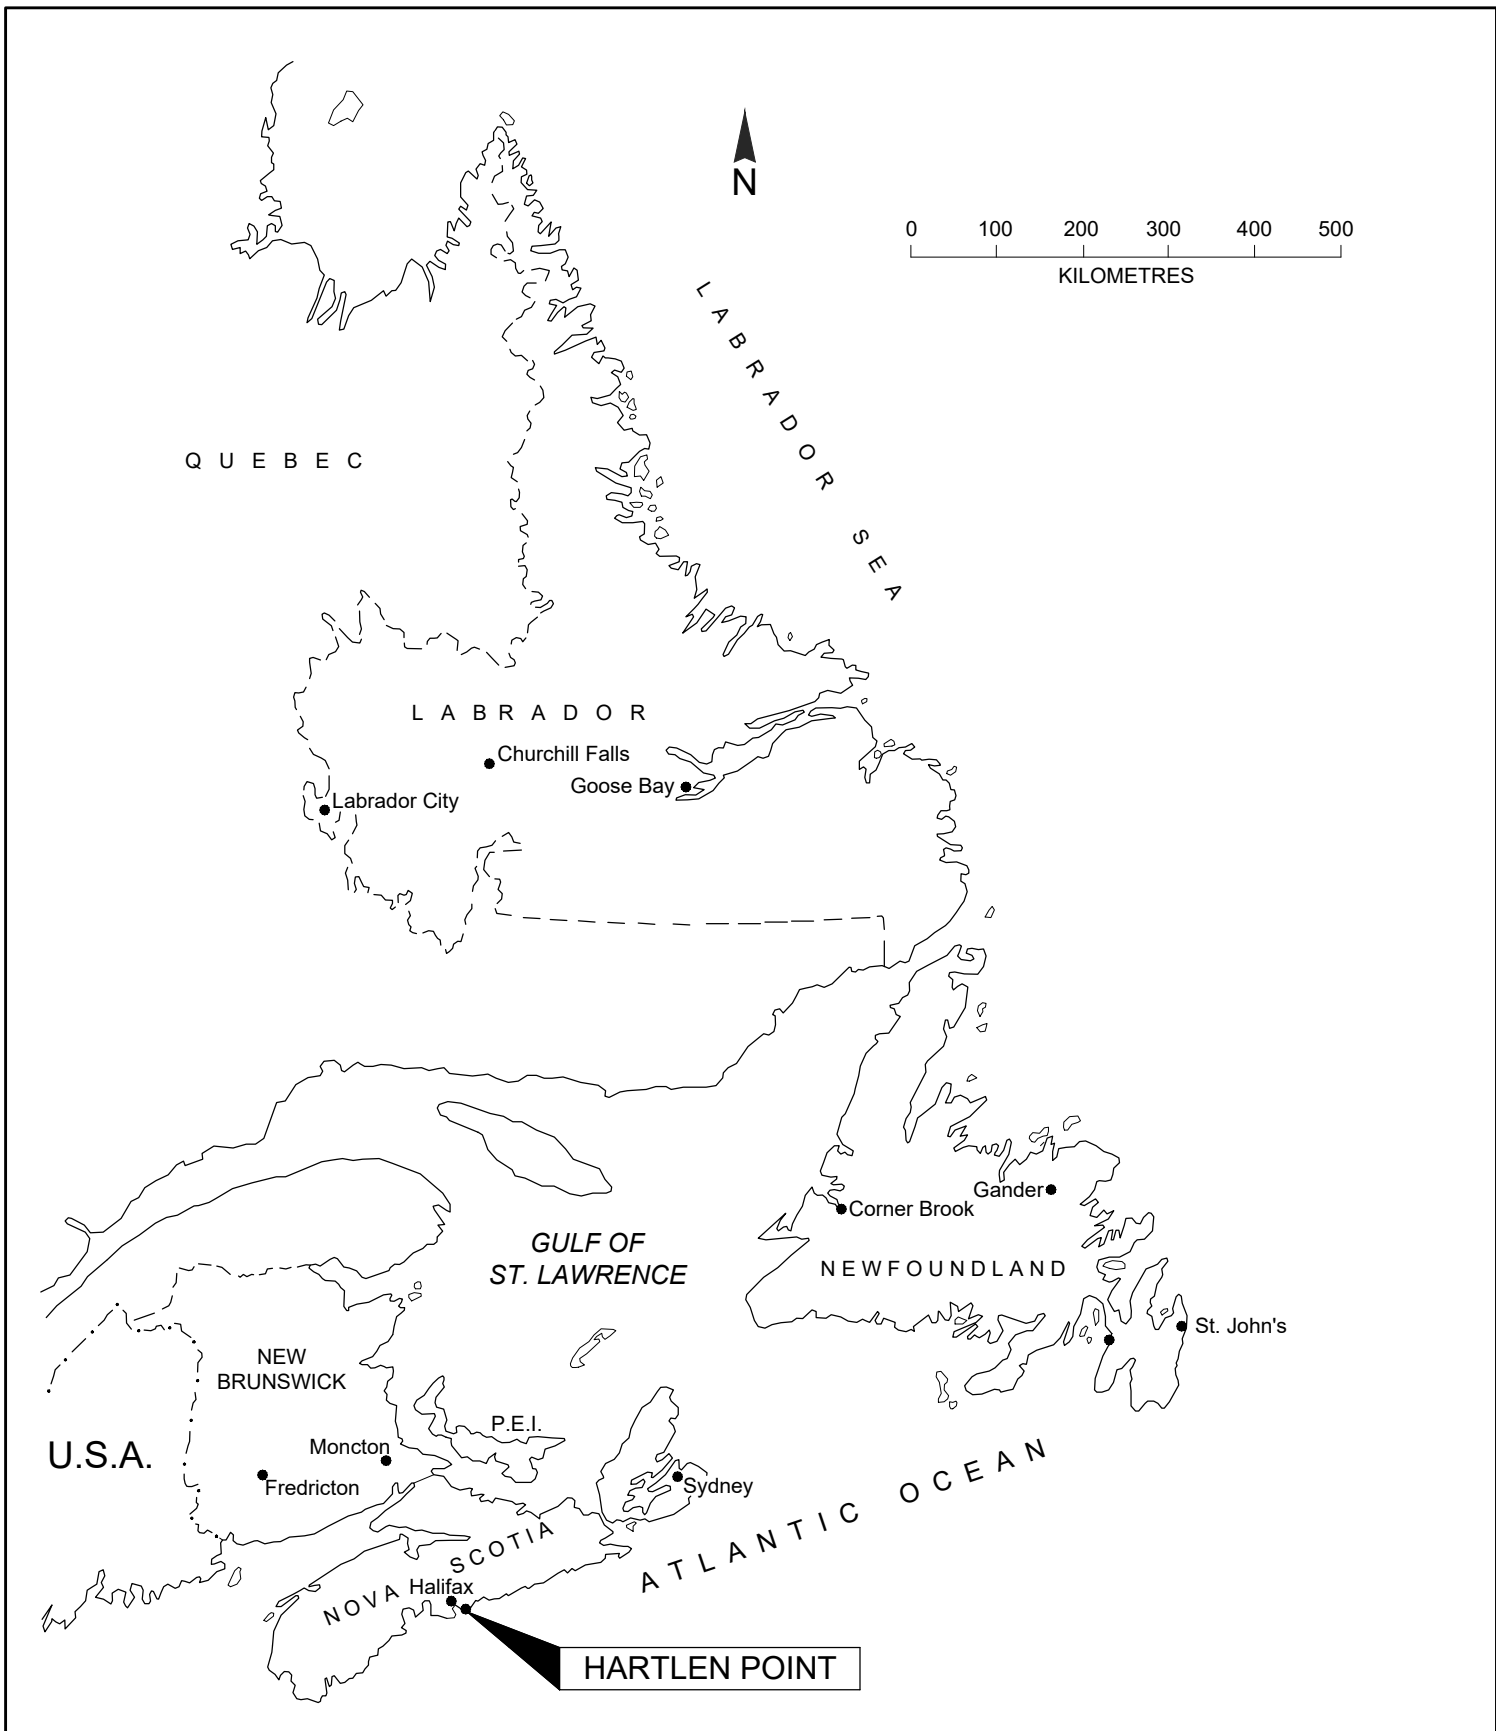 N
0 100 200 300 400 500
KILOMETRES
LABRADOR SEA
QUEBEC
LABRADOR
Churchill Falls
Goose Bay
Labrador City
Gander
Corner Brook
GULF OF
ST. LAWRENCE
NEWFOUNDLAND
St. John's
NEW
BRUNSWICK
P.E.I.
U.S.A.
Moncton
Fredricton
Sydney
ATLANTIC OCEAN
NOVA SCOTIA
Halifax
HARTLEN POINT